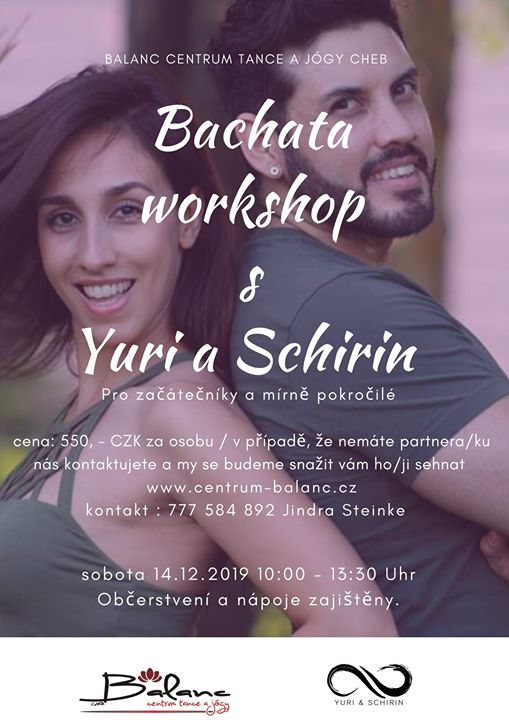 BALANC CENTRUM TANCE A JÓGY CHEB
Bachata
workshop
s
Yuri a Schirin
Pro začátečníky a mírně pokročilé
cena: 550, - CZK za osobu / v případě, že nemáte partnera/ku
nás kontaktujete a my se budeme snažit vám ho/ji sehnat
www.centrum-balanc.cz
kontakt : 777 584 892 Jindra Steinke
sobota 14.12.2019 10:00 - 13:30 Uhr
Občerstvení a nápoje zajištěny.
Balanc
CHEB centrum tance a jógy
YURI & SCHIRIN